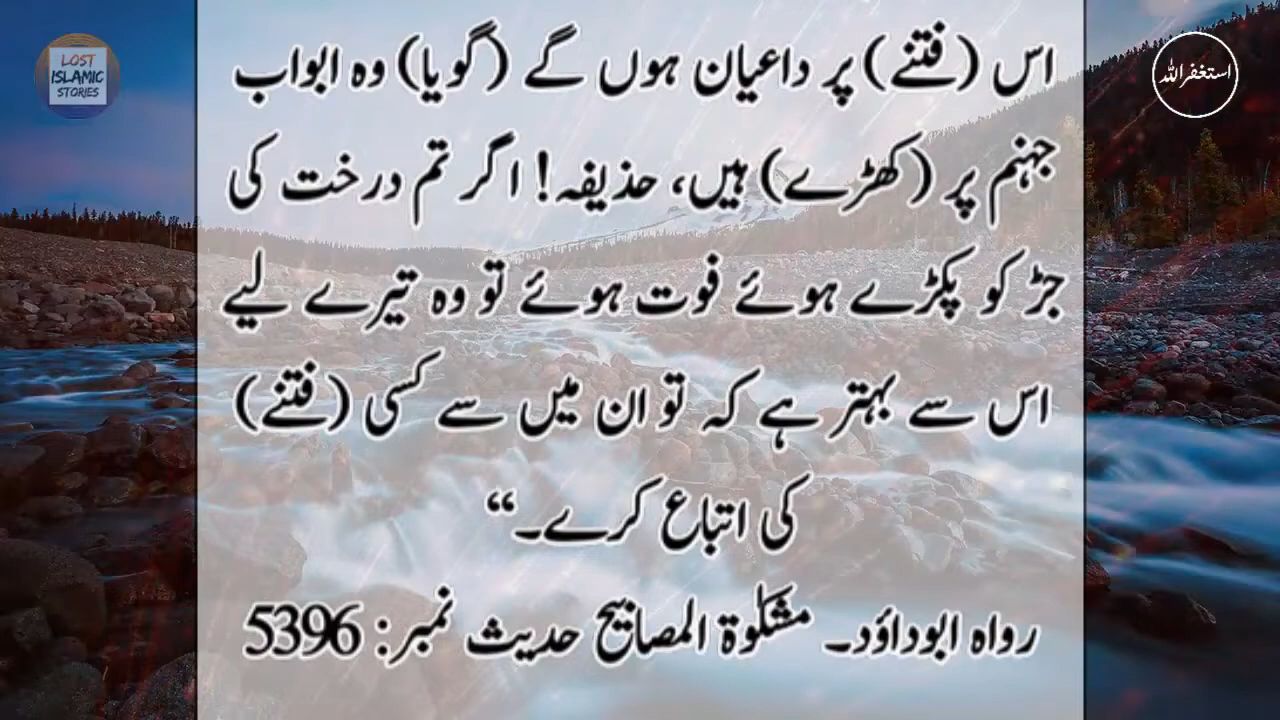 LOST
ISLAMIC
STORIES
استغفر اللہ
اس (فتنے) پر داعیان ہوں گے (گویا) وہ ابواب
جہنم پر (کھڑے) ہیں، حذیفہ! اگر تم درخت کی
جڑ کو پکڑے ہوئے فوت ہوئے تو وہ تیرے لیے
اس سے بہتر ہے کہ تو ان میں سے کسی (فتنے)
کی اتباع کرے۔“
رواہ ابوداؤد۔ مشکوٰۃ المصابیح حدیث نمبر: 5396